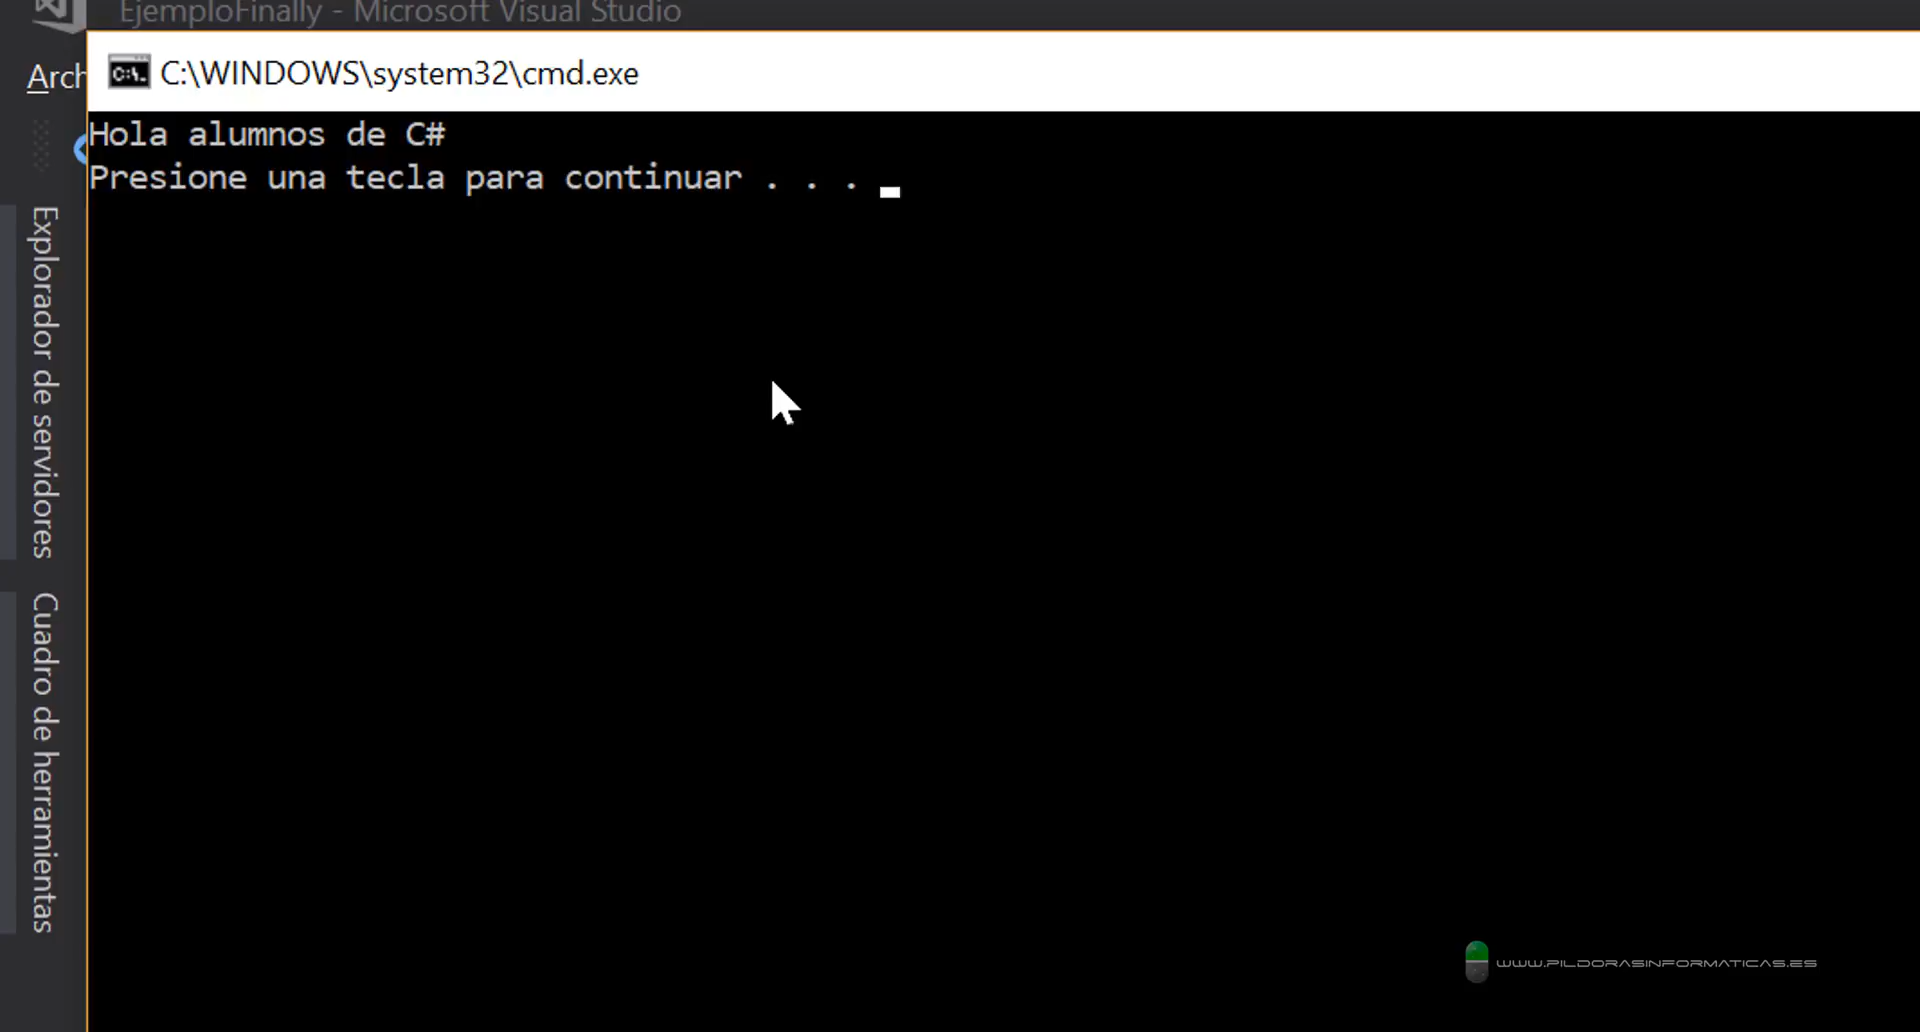 EjemploFinally - Microsoft Visual Studio
C:\WINDOWS\system32\cmd.exe
Arch
Hola alumnos de C#
Presione una tecla para continuar . . .
Explorador de servidores
Cuadro de herramientas
WWW.PILDORASINFORMATICAS.ES